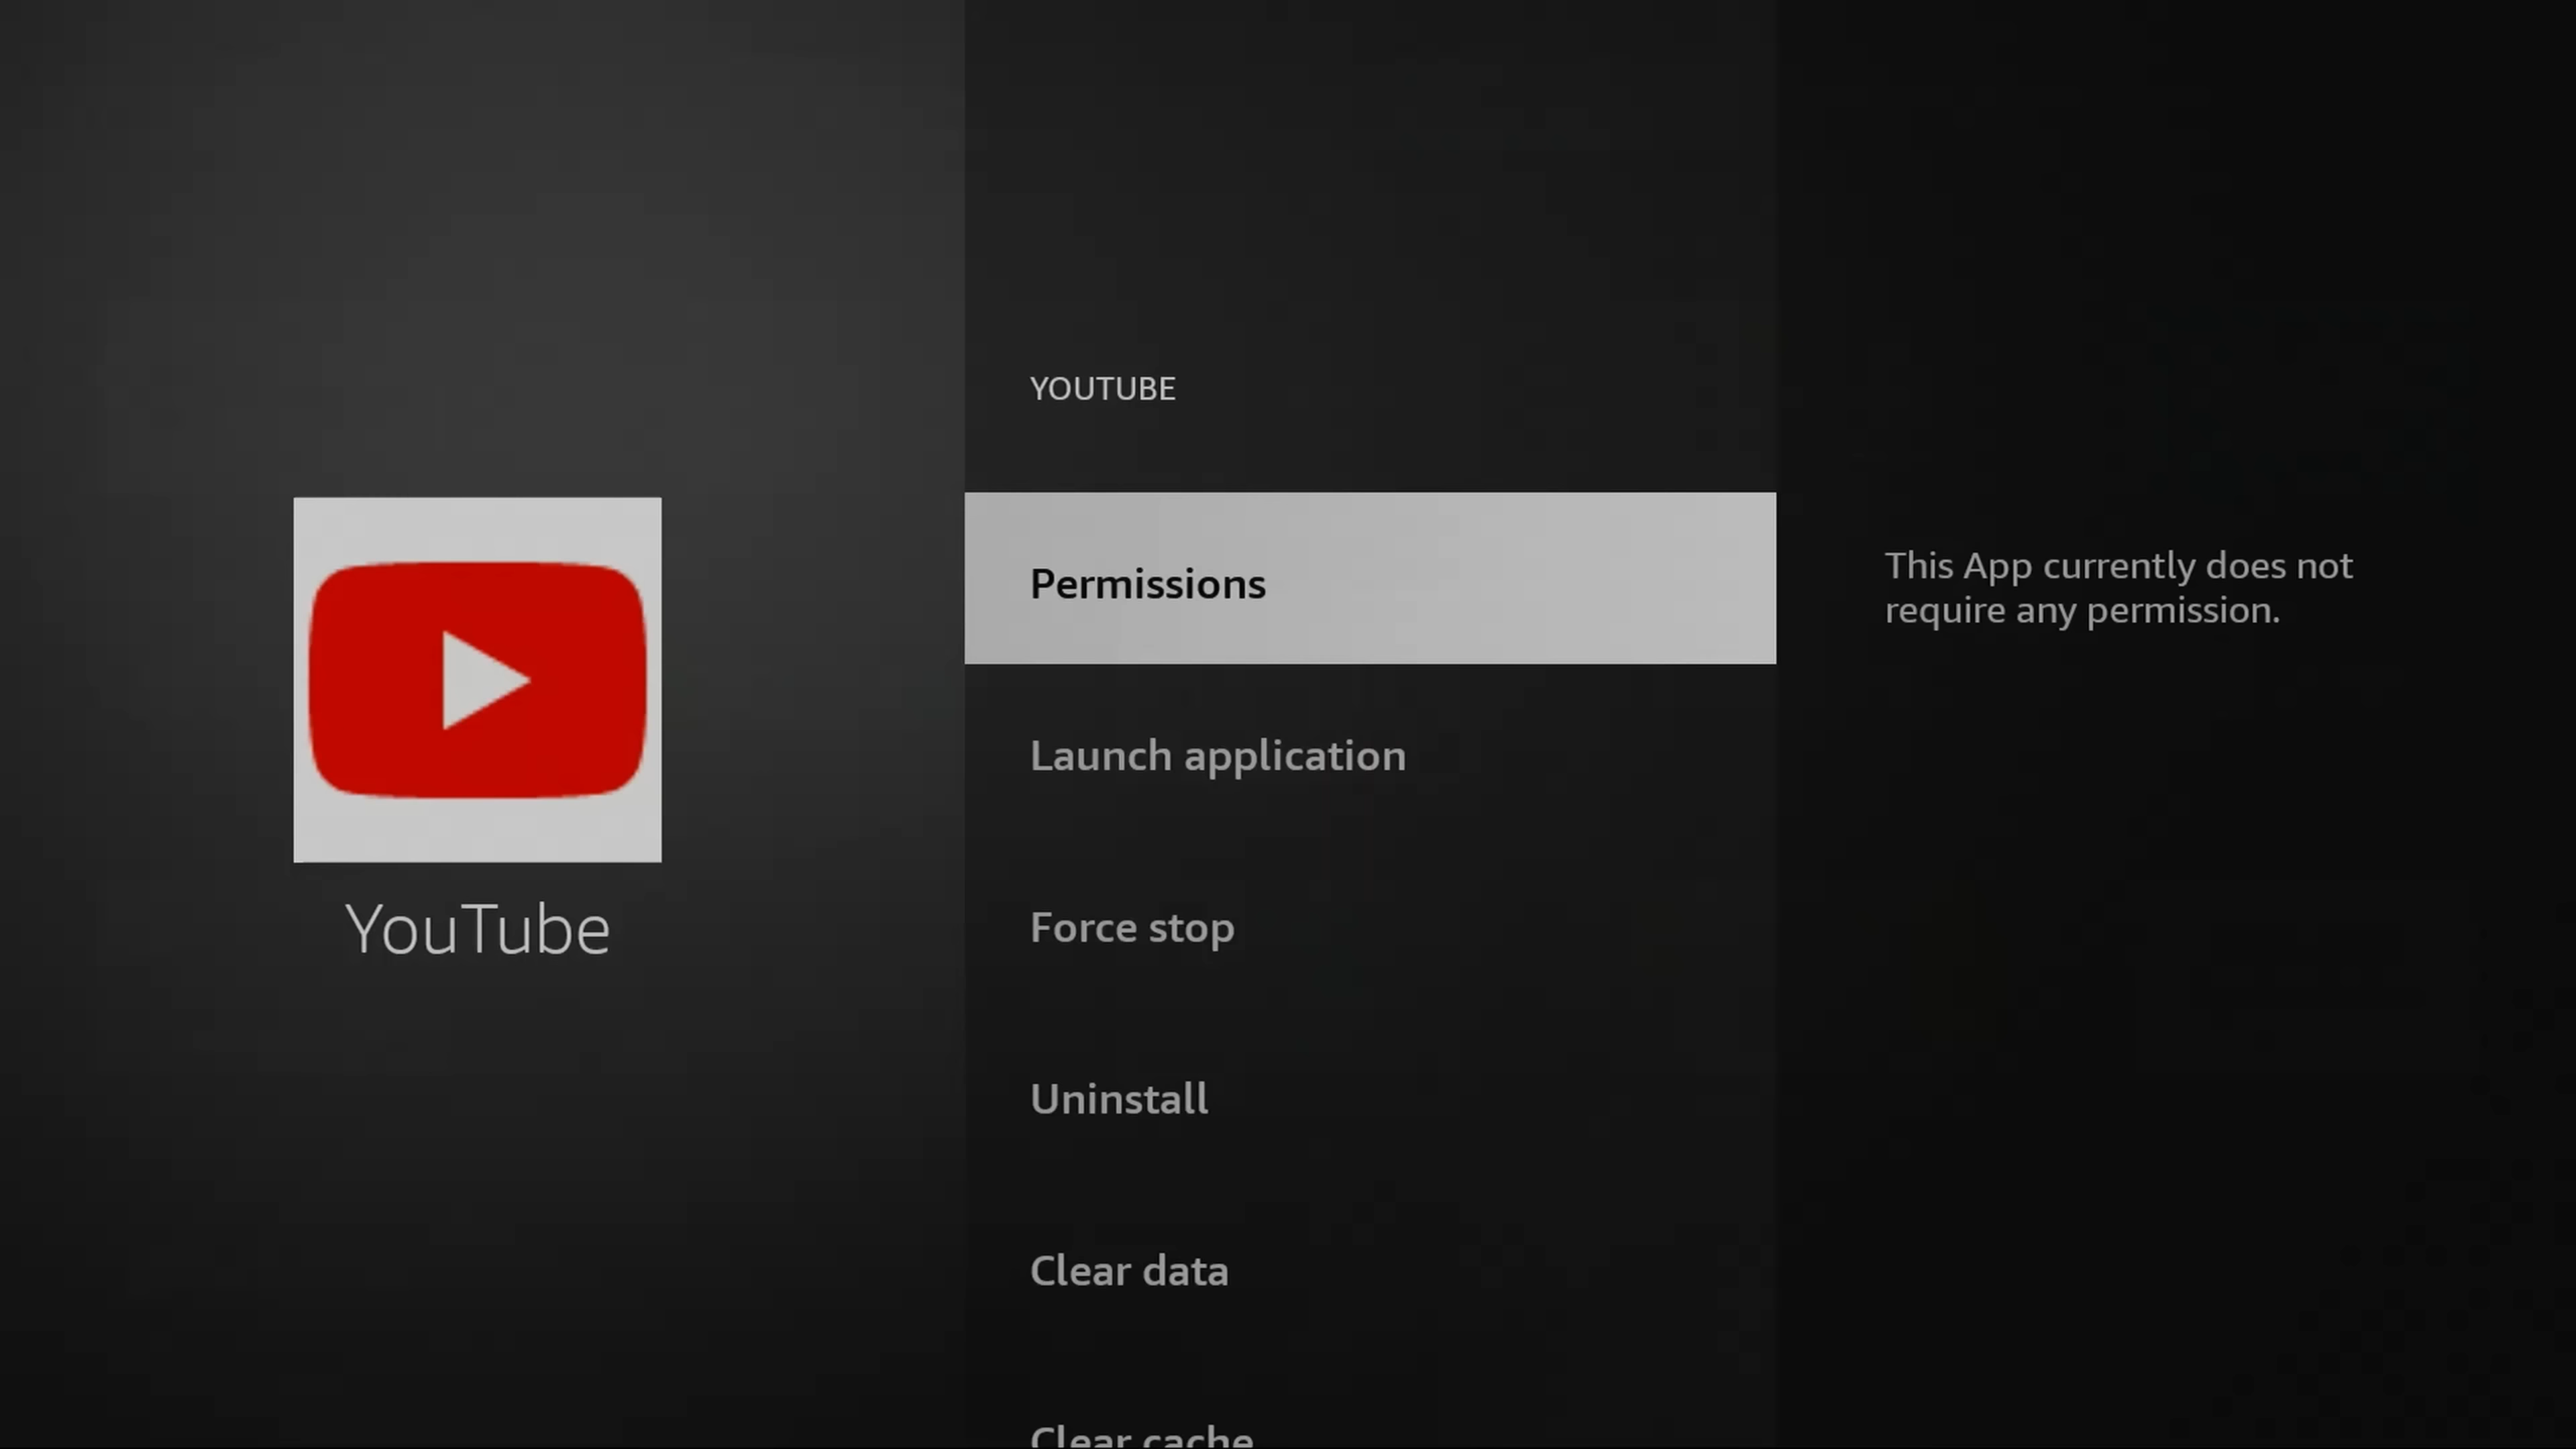 YOUTUBE
Permissions
This App currently does not
require any permission.
Launch application
YouTube
Force stop
Uninstall
Clear data
Clear cache